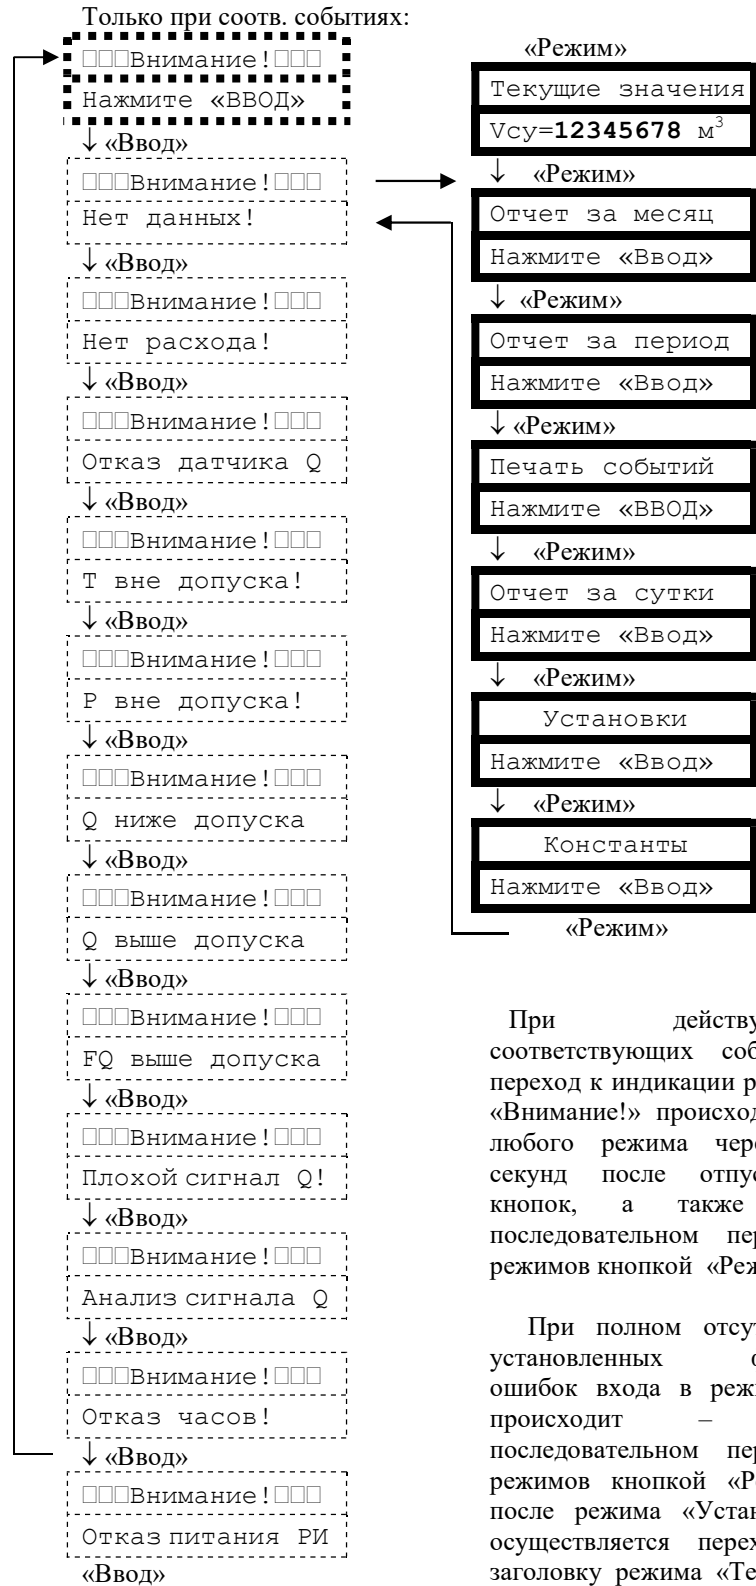 Только при соотв. событиях:
□□□Внимание!□□□
Нажмите «ВВОД»
↓ «Ввод»
□□□Внимание!□□□
Нет данных!
↓ «Ввод»
□□□Внимание!□□□
Нет расхода!
↓ «Ввод»
□□□Внимание!□□□
Отказ датчика Q
↓ «Ввод»
□□□Внимание!□□□
Т вне допуска!
↓ «Ввод»
□□□Внимание!□□□
Р вне допуска!
↓ «Ввод»
□□□Внимание!□□□
Q ниже допуска
↓ «Ввод»
□□□Внимание!□□□
Q выше допуска
↓ «Ввод»
□□□Внимание!□□□
FQ выше допуска
↓ «Ввод»
□□□Внимание!□□□
Плохой сигнал Q!
↓ «Ввод»
□□□Внимание!□□□
Анализ сигнала Q
↓ «Ввод»
□□□Внимание!□□□
Отказ часов!
↓ «Ввод»
□□□Внимание!□□□
Отказ питания РИ
«Ввод»
«Режим»
Текущие значения
Vсу=12345678 м³
↓ «Режим»
Отчет за месяц
Нажмите «Ввод»
↓ «Режим»
Отчет за период
Нажмите «Ввод»
↓ «Режим»
Печать событий
Нажмите «ВВОД»
↓ «Режим»
Отчет за сутки
Нажмите «Ввод»
↓ «Режим»
Установки
Нажмите «Ввод»
↓ «Режим»
Константы
Нажмите «Ввод»
«Режим»
При действу
соответствующих соб
переход к индикации р
«Внимание!» происход
любого режима чере
секунд после отпус
кнопок, а также
последовательном пер
режимов кнопкой «Реж
При полном отсут
установленных о
ошибок входа в режи
происходит –
последовательном пер
режимов кнопкой «Ре
после режима «Устан
осуществляется перех
заголовку режима «Те